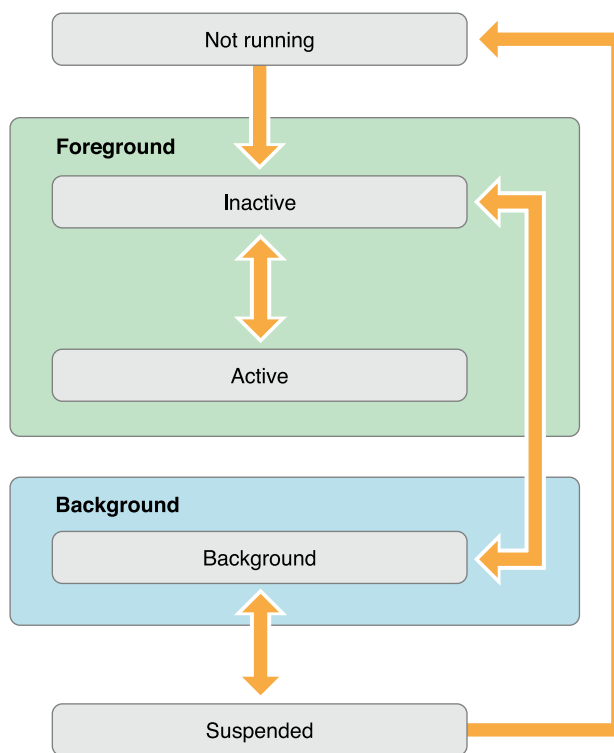 Not running
Foreground
Inactive
Active
Background
Background
Suspended